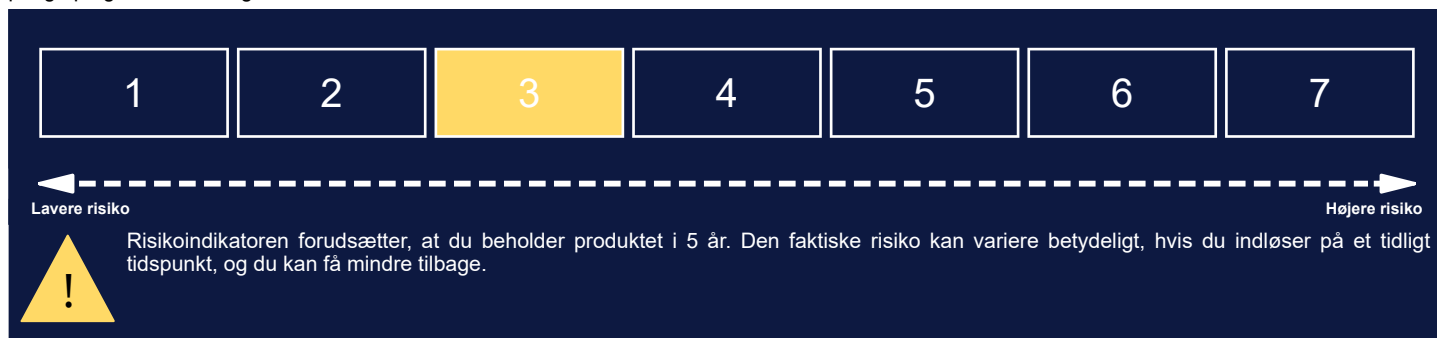 1 2 3 4 5 6 7
Lavere risiko Højere risiko
Risikoindikatoren forudsætter, at du beholder produktet i 5 år. Den faktiske risiko kan variere betydeligt, hvis du indløser på et tidligt
tidspunkt, og du kan få mindre tilbage.
!